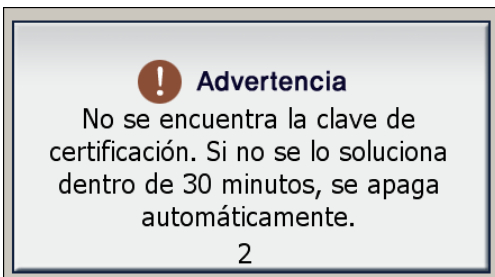 Advertencia
No se encuentra la clave de
certificación. Si no se lo soluciona
dentro de 30 minutos, se apaga
automáticamente.
2